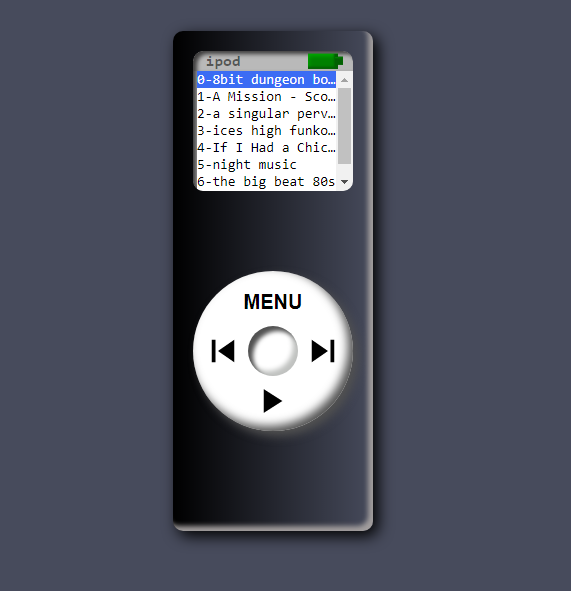 ipod
0-8bit dungeon bo…
1-A Mission - Sco…
2-a singular perv…
3-ices high funko…
4-If I Had a Chic…
5-night music
6-the big beat 80s
MENU